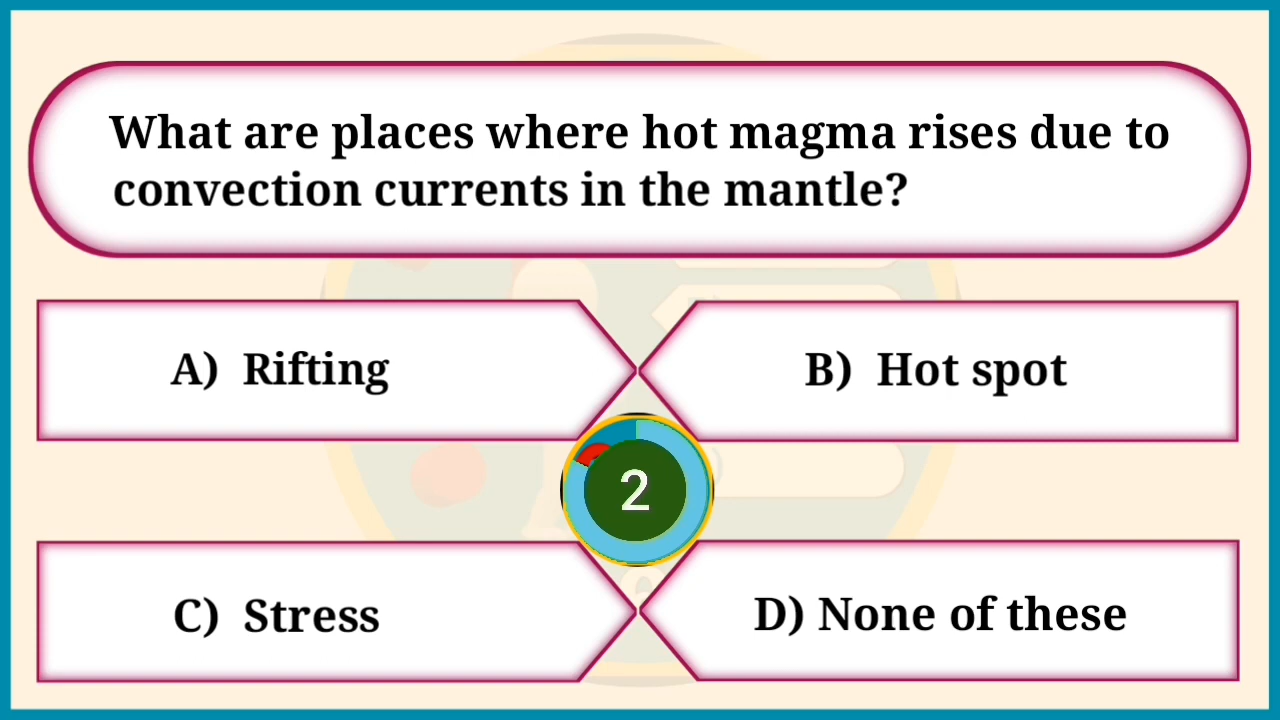 What are places where hot magma rises due to
convection currents in the mantle?
A) Rifting
B) Hot spot
2
C) Stress
D) None of these